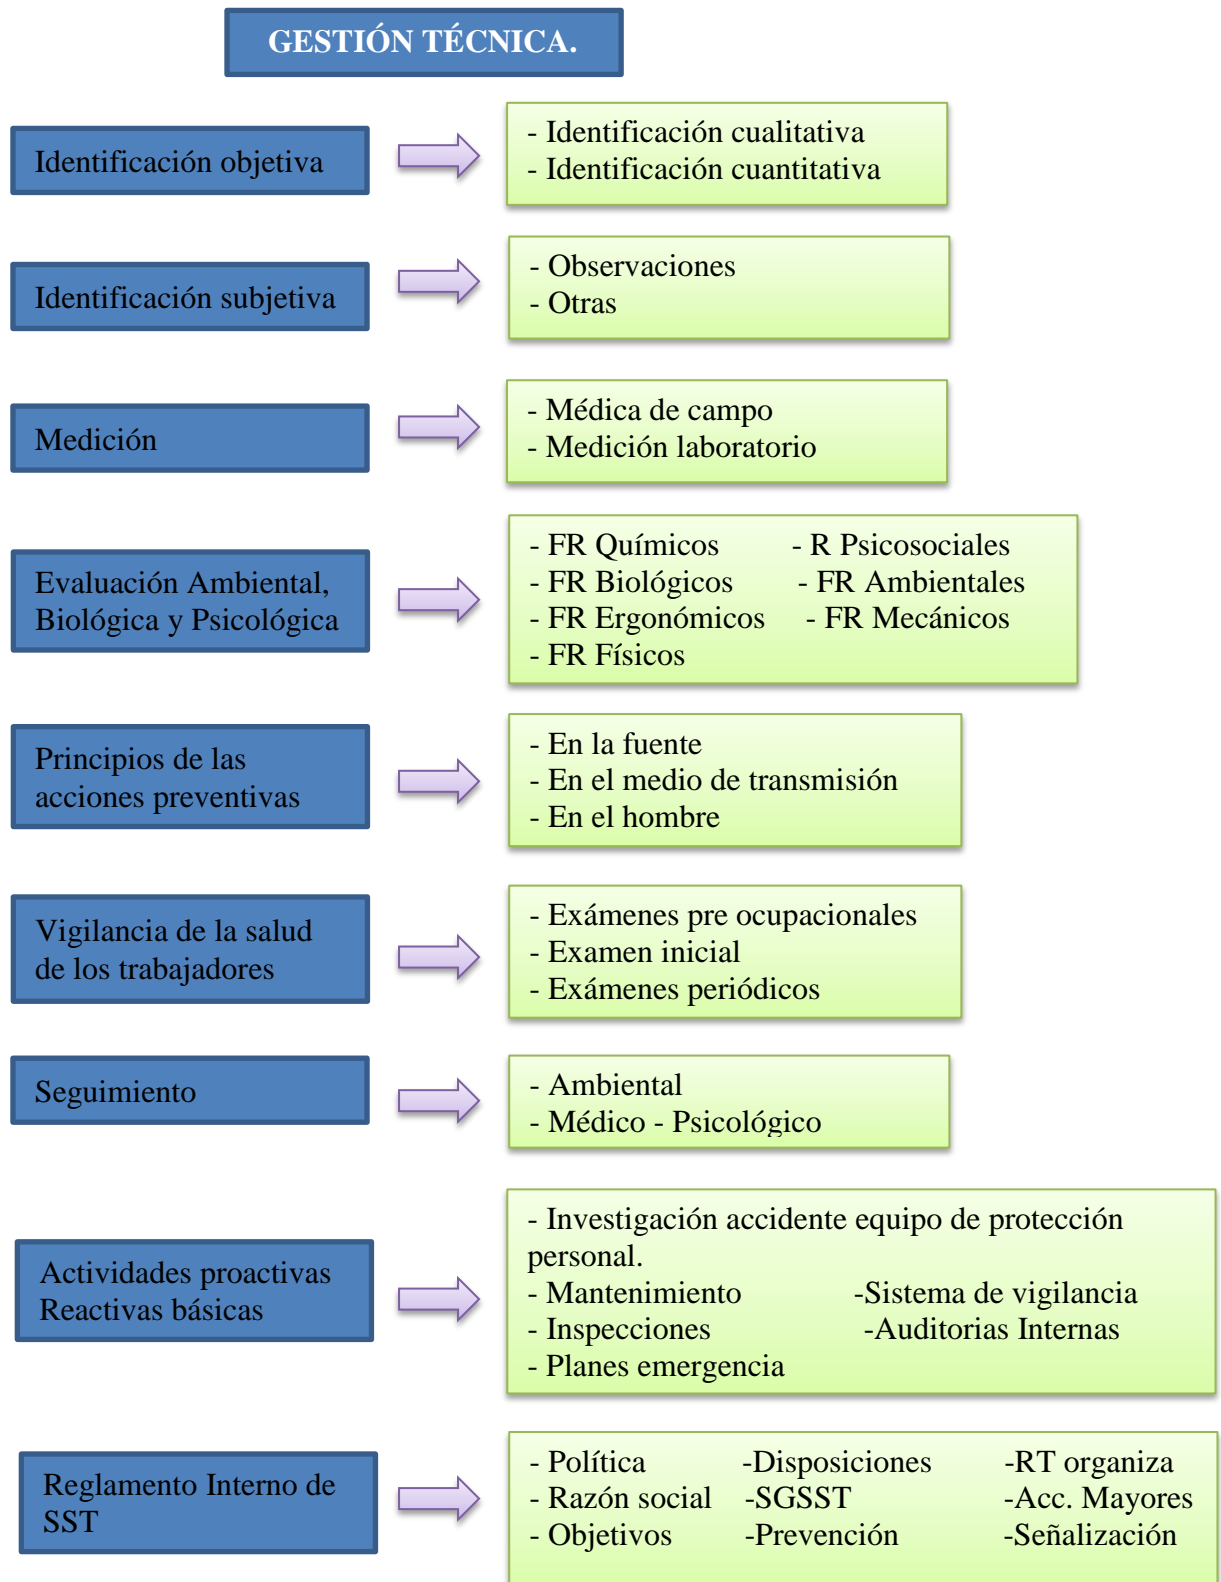 GESTIÓN TÉCNICA.
Identificación objetiva
- Identificación cualitativa
- Identificación cuantitativa
Identificación subjetiva
- Observaciones
- Otras
Medición
- Médica de campo
- Medición laboratorio
Evaluación Ambiental,
Biológica y Psicológica
- FR Químicos - R Psicosociales
- FR Biológicos - FR Ambientales
- FR Ergonómicos - FR Mecánicos
- FR Físicos
Principios de las
acciones preventivas
- En la fuente
- En el medio de transmisión
- En el hombre
Vigilancia de la salud
de los trabajadores
- Exámenes pre ocupacionales
- Examen inicial
- Exámenes periódicos
Seguimiento
- Ambiental
- Médico - Psicológico
Actividades proactivas
Reactivas básicas
- Investigación accidente equipo de protección
personal.
- Mantenimiento -Sistema de vigilancia
- Inspecciones -Auditorias Internas
- Planes emergencia
Reglamento Interno de
SST
- Política -Disposiciones -RT organiza
- Razón social -SGSST -Acc. Mayores
- Objetivos -Prevención -Señalización